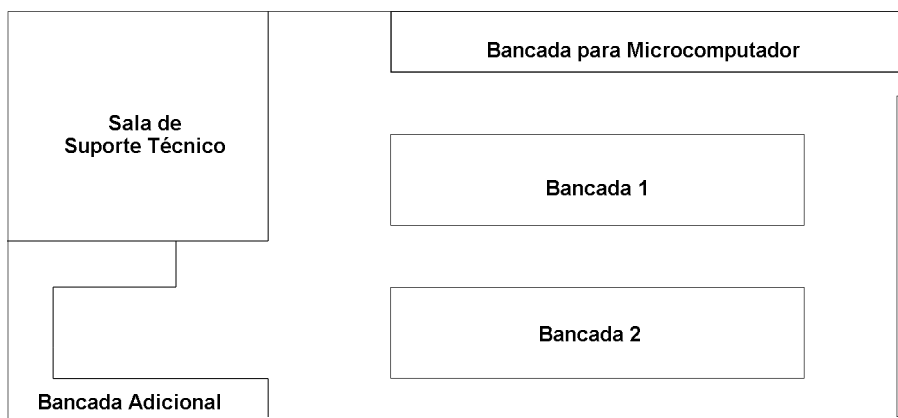 Bancada para Microcomputador
Sala de
Suporte Técnico
Bancada 1
Bancada 2
Bancada Adicional